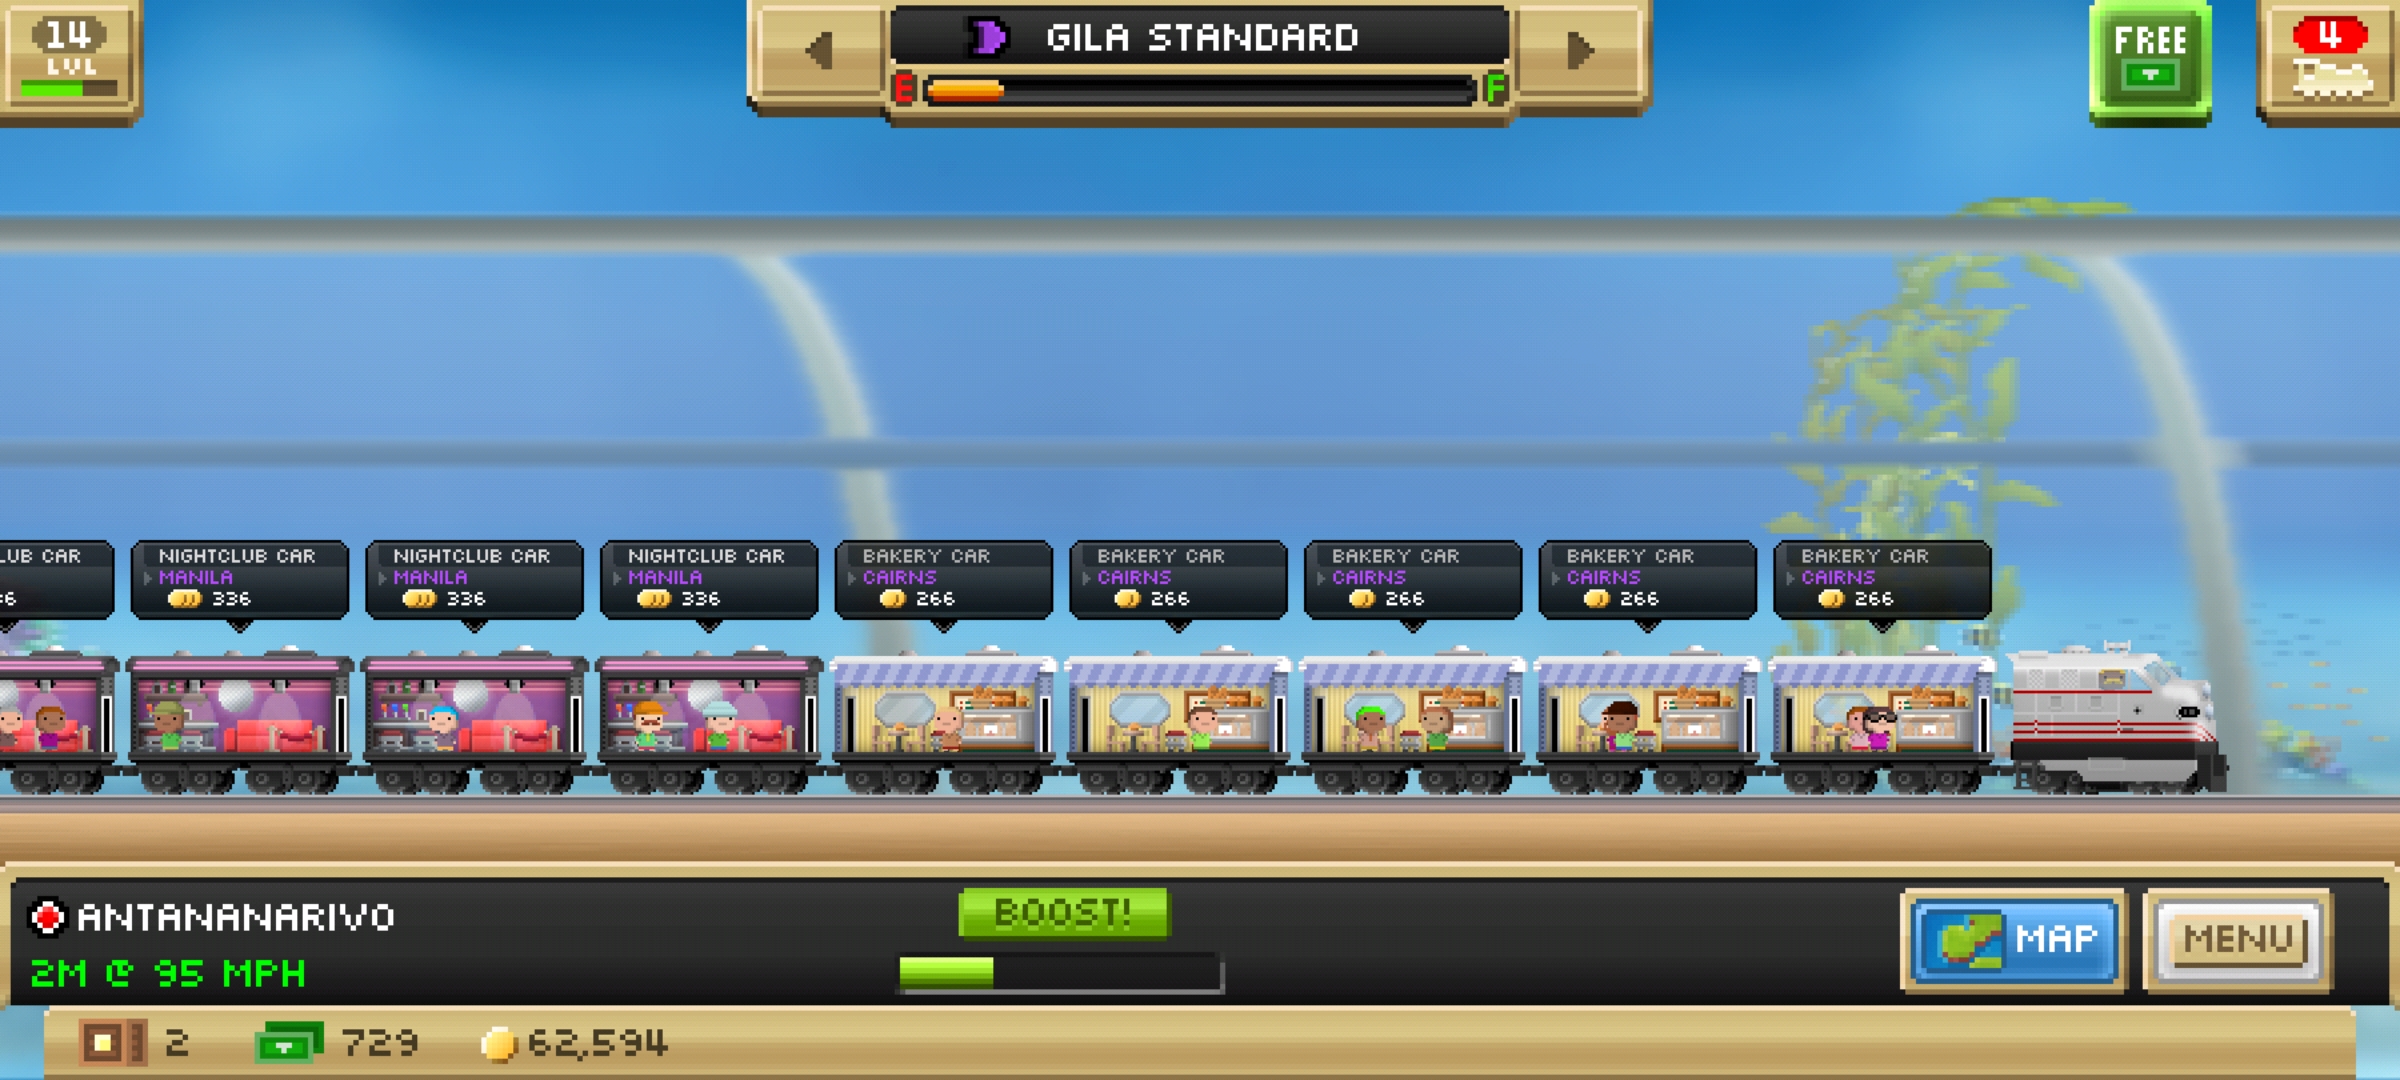 14
LVL
GILA STANDARD
E F
FREE
4
LUB CAR
NIGHTCLUB CAR
MANILA
336
NIGHTCLUB CAR
MANILA
336
NIGHTCLUB CAR
MANILA
336
BAKERY CAR
CAIRNS
266
BAKERY CAR
CAIRNS
266
BAKERY CAR
CAIRNS
266
BAKERY CAR
CAIRNS
266
BAKERY CAR
CAIRNS
266
ANTANANARIVO
2M @ 95 MPH
BOOST!
MAP
MENU
2
729
62,594